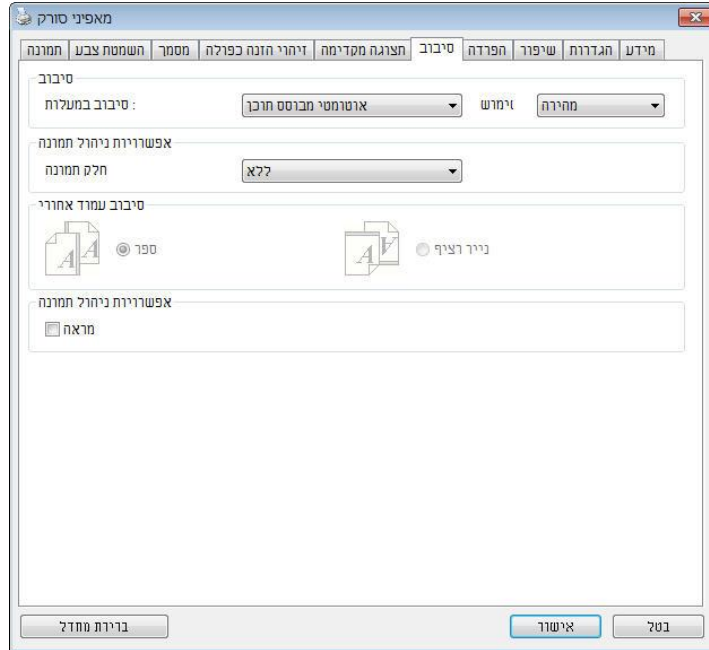 מאפיני סורק
תמונה השמטת צבע מסמך זיהוי הזנה כפולה תצוגה מקדימה סיבוב הפרדה שיפור הגדרות מידע
סיבוב
סיבוב במעלות : אוטומטי מבוסס תוכן זימוש מהירה
אפשרויות ניהול תמונה
חלק תמונה ללא
סיבוב עמוד אחורי
ספר נייר רציף
אפשרויות ניהול תמונה
מראה
ברירת מחדל אישור בטל